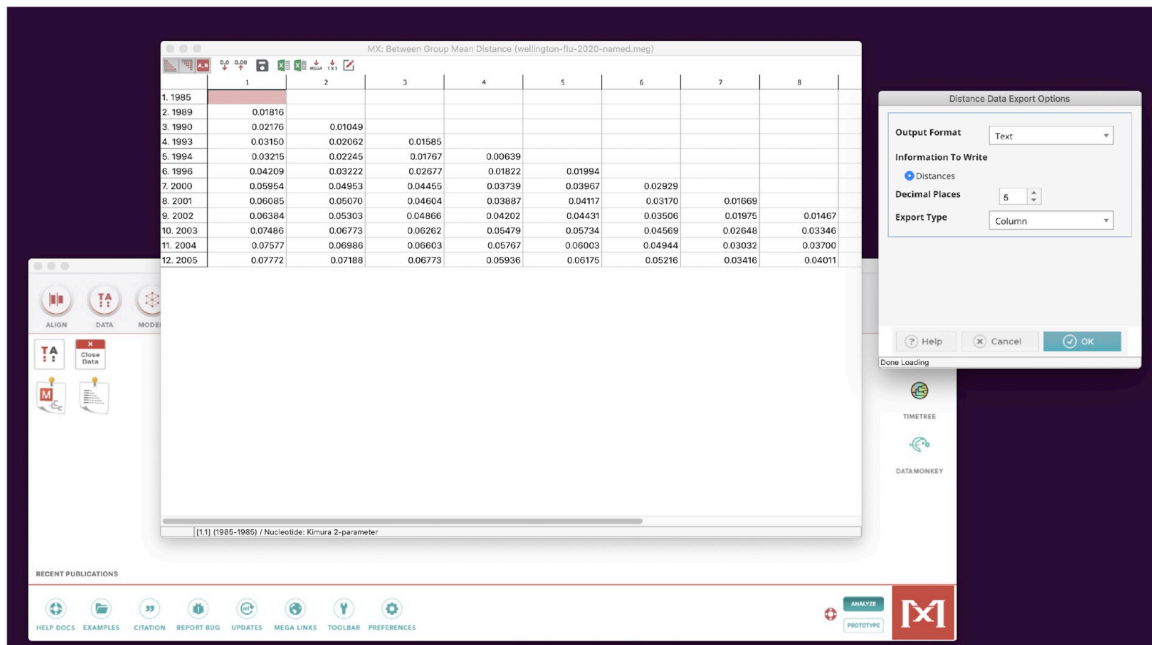 MX: Between Group Mean Distance (wellington-flu-2020-named.meg)
1 2 3 4 5 6 7 8
1. 1985
2. 1989 0.01816
3. 1990 0.02176 0.01049
4. 1993 0.03150 0.02062 0.01585
5. 1994 0.03215 0.02245 0.01767 0.00639
6. 1996 0.04209 0.03222 0.02677 0.01822 0.01994
7. 2000 0.05954 0.04953 0.04455 0.03739 0.03967 0.02929
8. 2001 0.06085 0.05070 0.04604 0.03887 0.04117 0.03170 0.01669
9. 2002 0.06384 0.05303 0.04866 0.04202 0.04431 0.03506 0.01975 0.01467
10. 2003 0.07486 0.06773 0.06262 0.05479 0.05734 0.04569 0.02648 0.03346
11. 2004 0.07577 0.06986 0.06603 0.05767 0.06003 0.04944 0.03032 0.03700
12. 2005 0.07772 0.07188 0.06773 0.05936 0.06175 0.05216 0.03416 0.04011
[1,1] (1985-1985) / Nucleotide: Kimura 2-parameter
Distance Data Export Options
Output Format Text
Information To Write
Distances
Decimal Places 5
Export Type Column
Help Cancel OK
Done Loading
TA
ALIGN DATA MODE
TA
Close
Data
M
TIMETREE
DATAMONKEY
RECENT PUBLICATIONS
HELP DOCS EXAMPLES CITATION REPORT BUG UPDATES MEGA LINKS TOOLBAR PREFERENCES
ANALYZE
PROTOTYPE